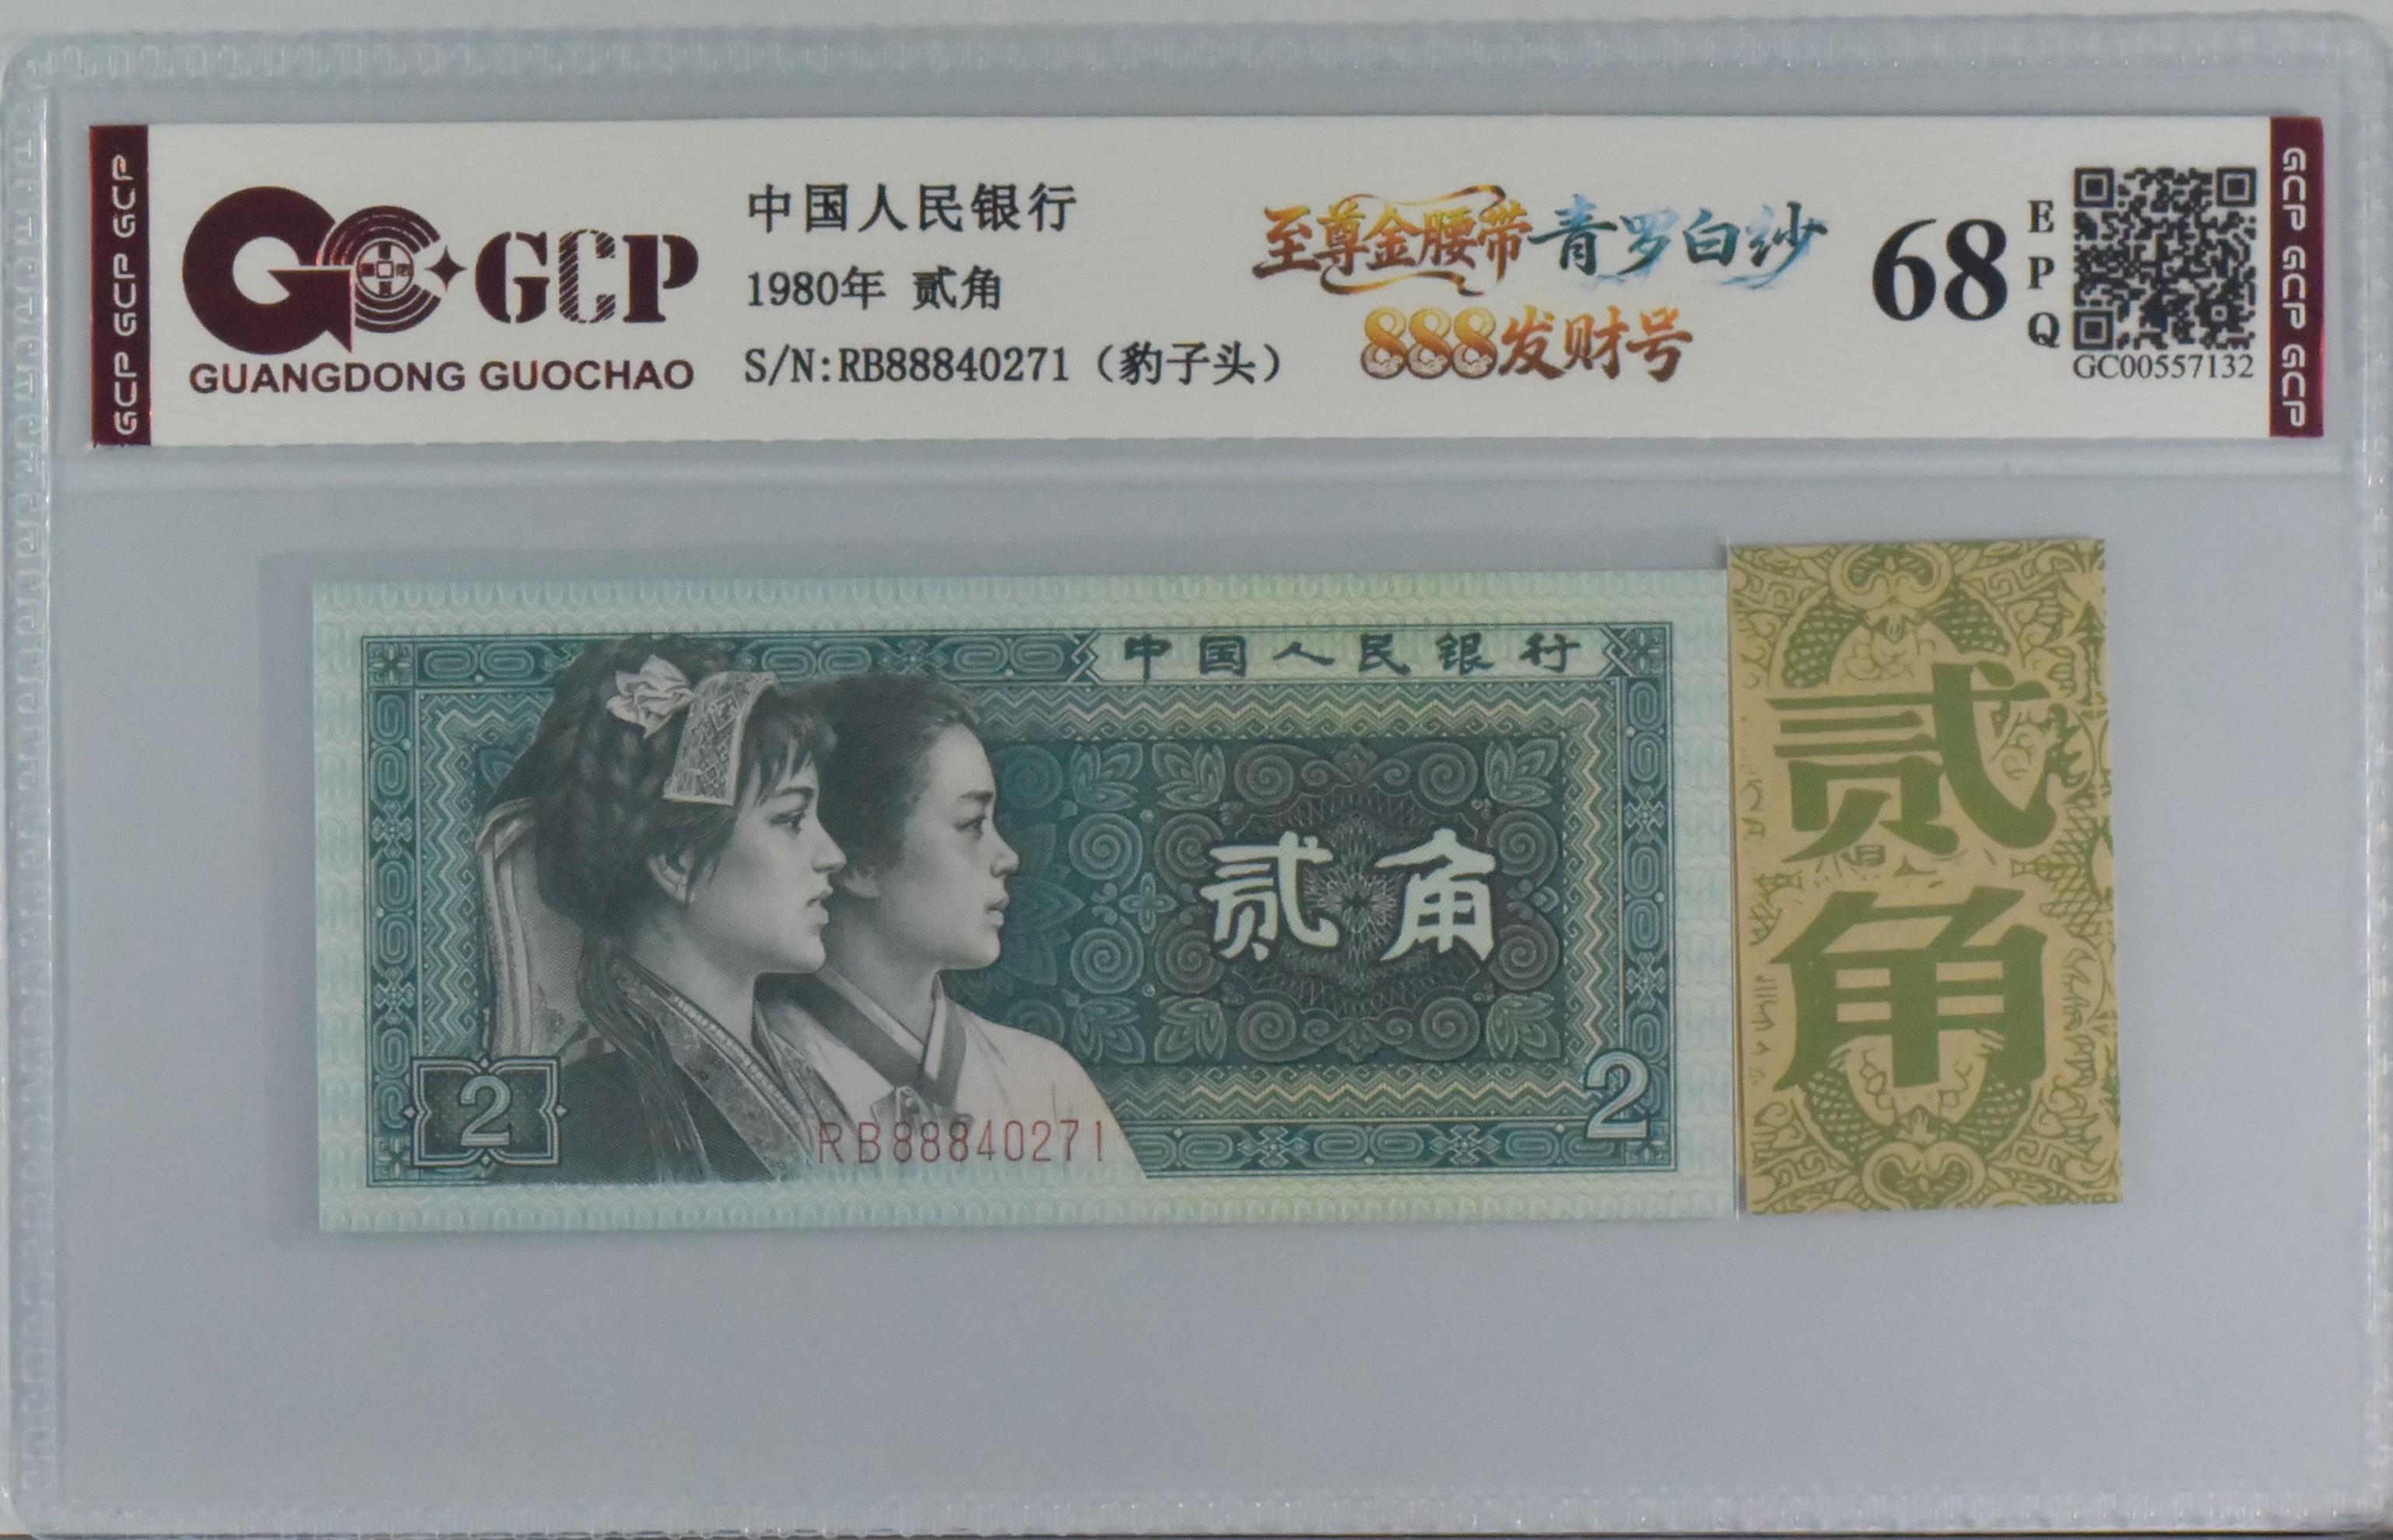 GCP GCP GCP
GCP
GUANGDONG GUOCHAO
中国人民银行
1980年 贰角
S/N:RB88840271（豹子头）
至尊金腰带青罗白纱
888发财号
68
EPQ
GC00557132
GCP GCP GCP
中国人民银行
贰角
2
2
RB88840271
贰角